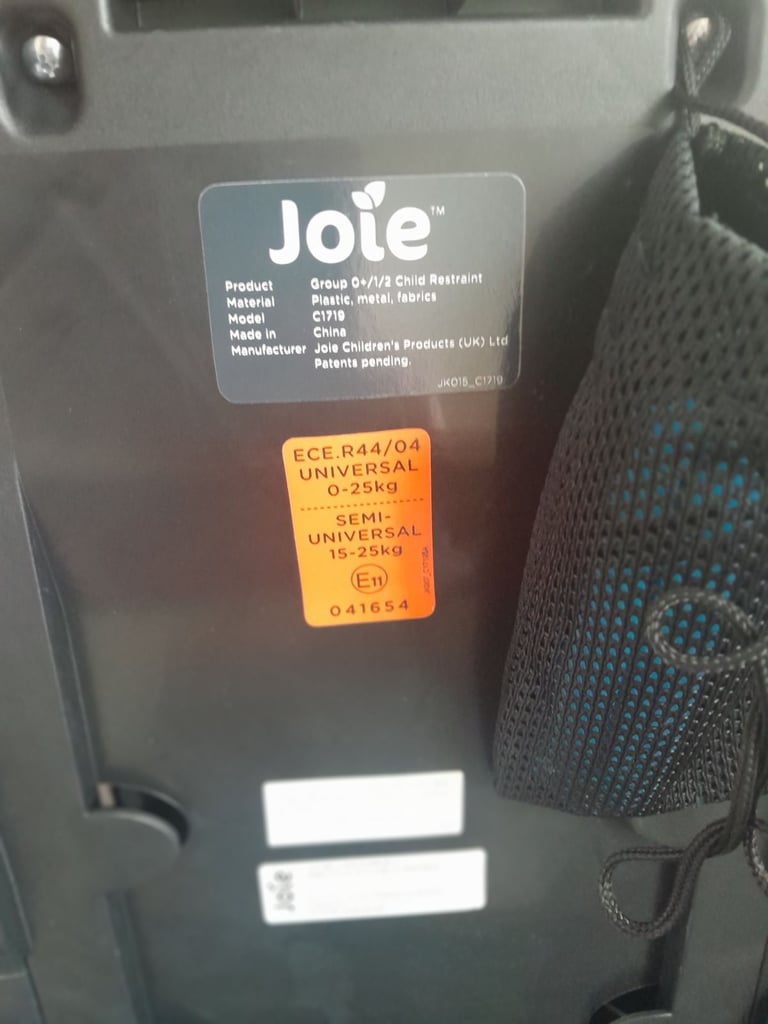 Joie™
Product Group 0+/1/2 Child Restraint
Material Plastic, metal, fabrics
Model C1719
Made in China
Manufacturer Joie Children's Products (UK) Ltd
Patents pending.
JK015_C1719
ECE.R44/04
UNIVERSAL
0-25kg
SEMI-
UNIVERSAL
15-25kg
E11
041654
Joie